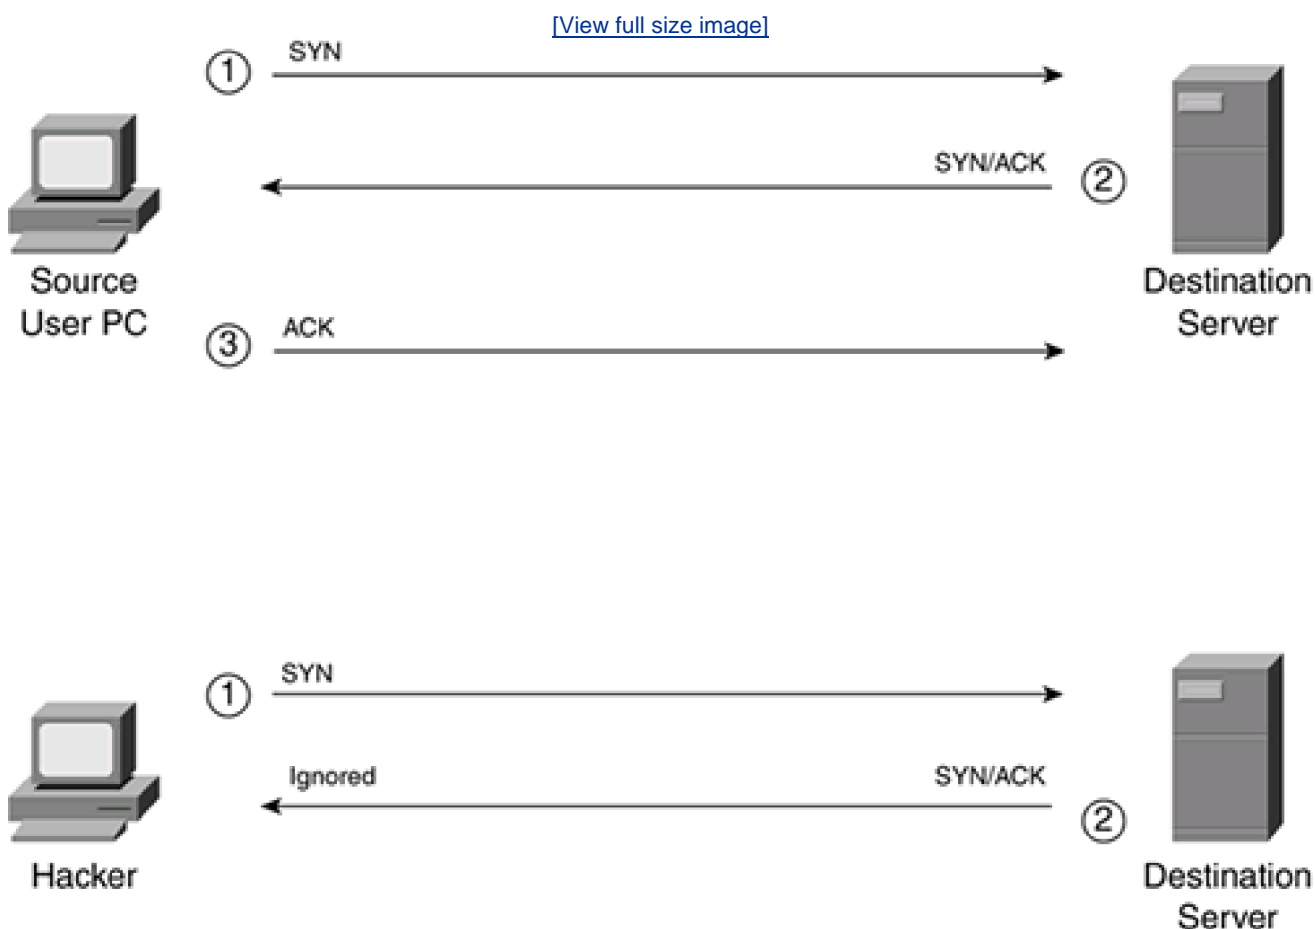 [View full size image]
① SYN
SYN/ACK ②
Source
User PC
Destination
Server
③ ACK
① SYN
Ignored
SYN/ACK ②
Hacker
Destination
Server